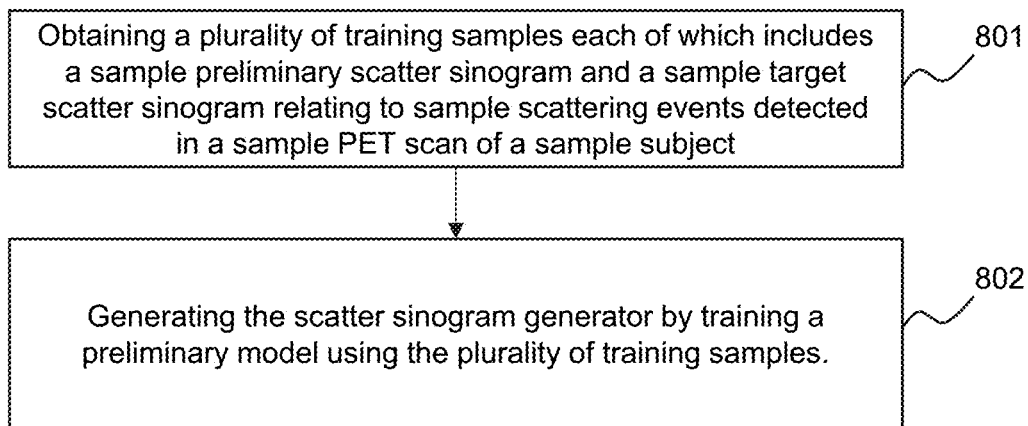 Obtaining a plurality of training samples each of which includes
a sample preliminary scatter sinogram and a sample target
scatter sinogram relating to sample scattering events detected
in a sample PET scan of a sample subject
801
Generating the scatter sinogram generator by training a
preliminary model using the plurality of training samples.
802